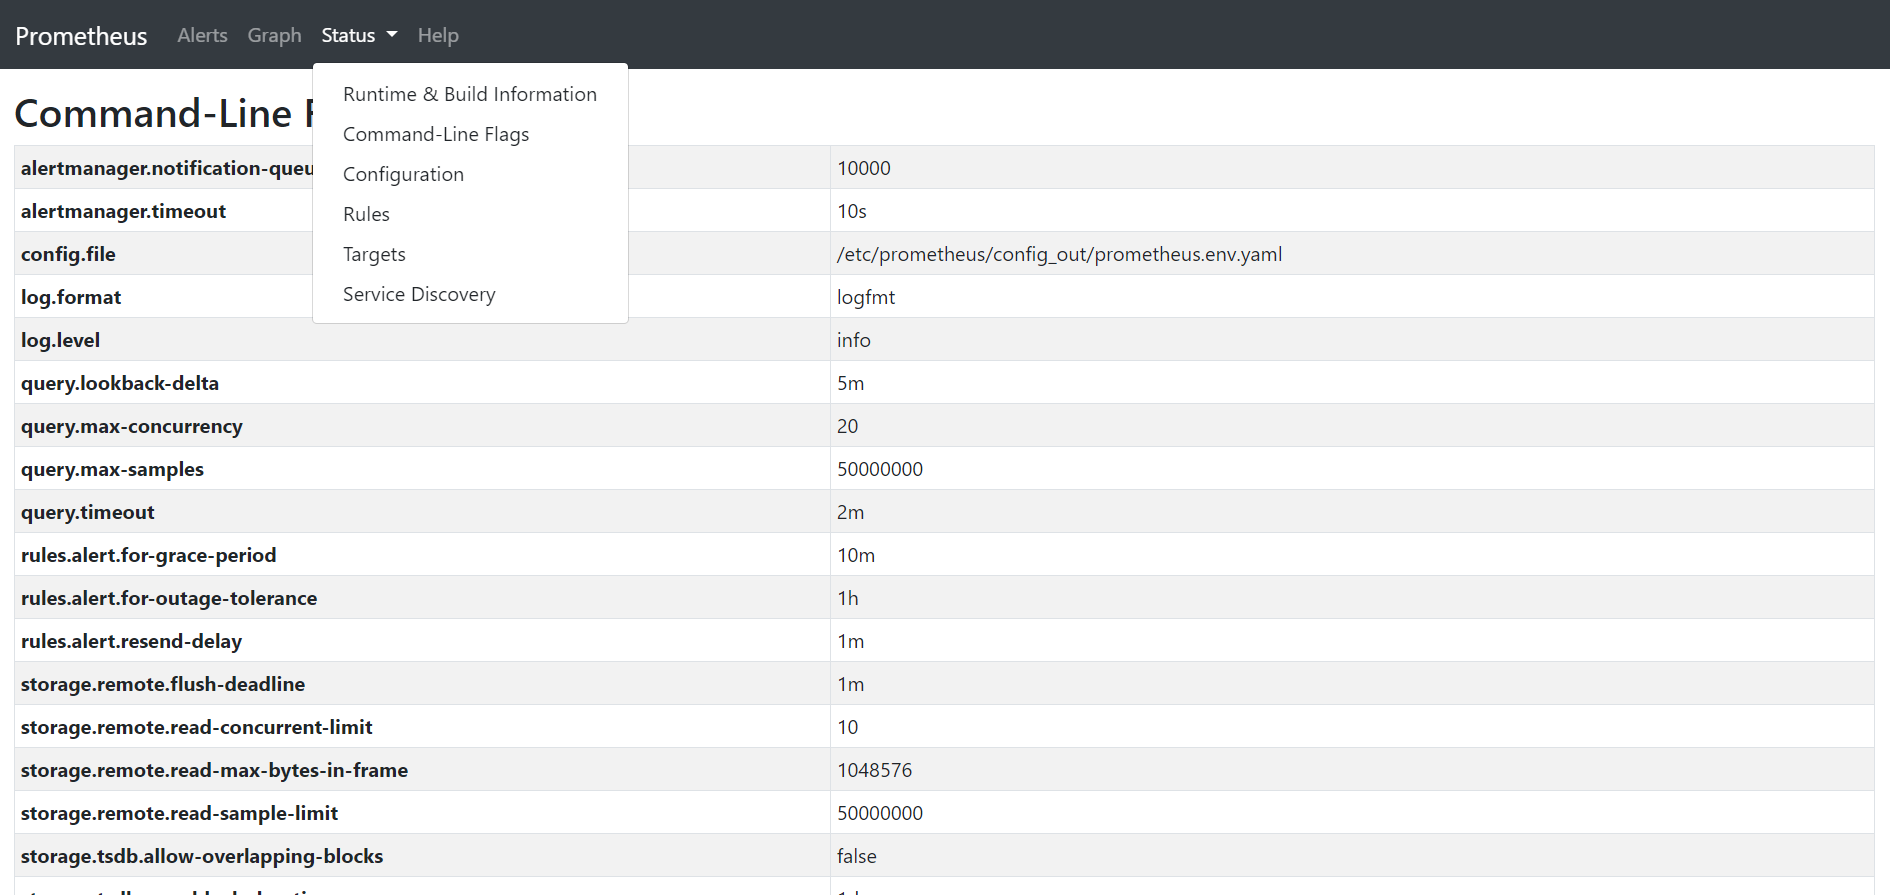 Prometheus Alerts Graph Status Help
Runtime & Build Information
Command-Line Flags
Configuration
Rules
Targets
Service Discovery
Command-Line
alertmanager.notification-queu 10000
alertmanager.timeout 10s
config.file /etc/prometheus/config_out/prometheus.env.yaml
log.format logfmt
log.level info
query.lookback-delta 5m
query.max-concurrency 20
query.max-samples 50000000
query.timeout 2m
rules.alert.for-grace-period 10m
rules.alert.for-outage-tolerance 1h
rules.alert.resend-delay 1m
storage.remote.flush-deadline 1m
storage.remote.read-concurrent-limit 10
storage.remote.read-max-bytes-in-frame 1048576
storage.remote.read-sample-limit 50000000
storage.tsdb.allow-overlapping-blocks false